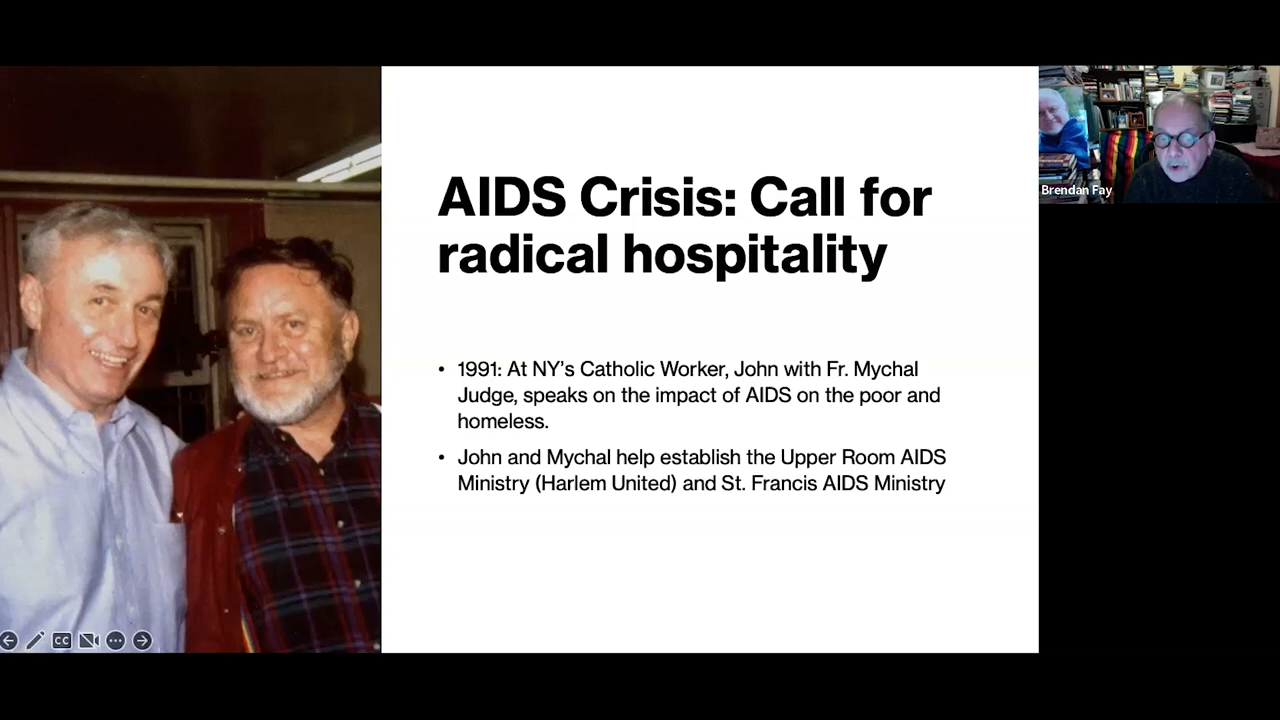 AIDS Crisis: Call for
radical hospitality
• 1991: At NY’s Catholic Worker, John with Fr. Mychal
Judge, speaks on the impact of AIDS on the poor and
homeless.
• John and Mychal help establish the Upper Room AIDS
Ministry (Harlem United) and St. Francis AIDS Ministry
Brendan Fay
CC